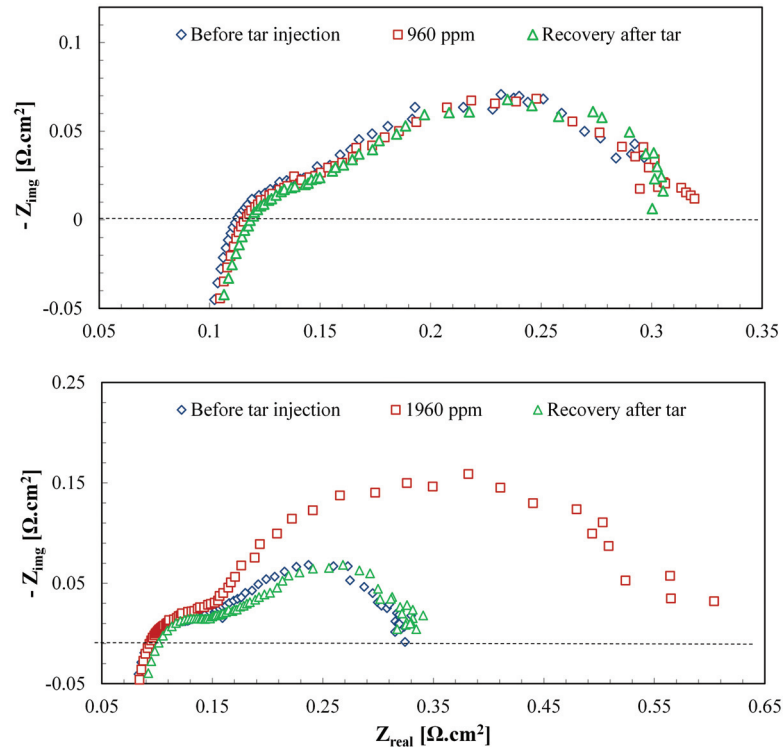 0.1
0.05
0
-0.05
- Z_img [Ω.cm²]
Before tar injection 960 ppm Recovery after tar
0.05 0.1 0.15 0.2 0.25 0.3 0.35
0.25
0.15
0.05
-0.05
- Z_img [Ω.cm²]
Before tar injection 1960 ppm Recovery after tar
0.05 0.15 0.25 0.35 0.45 0.55 0.65
Z_real [Ω.cm²]